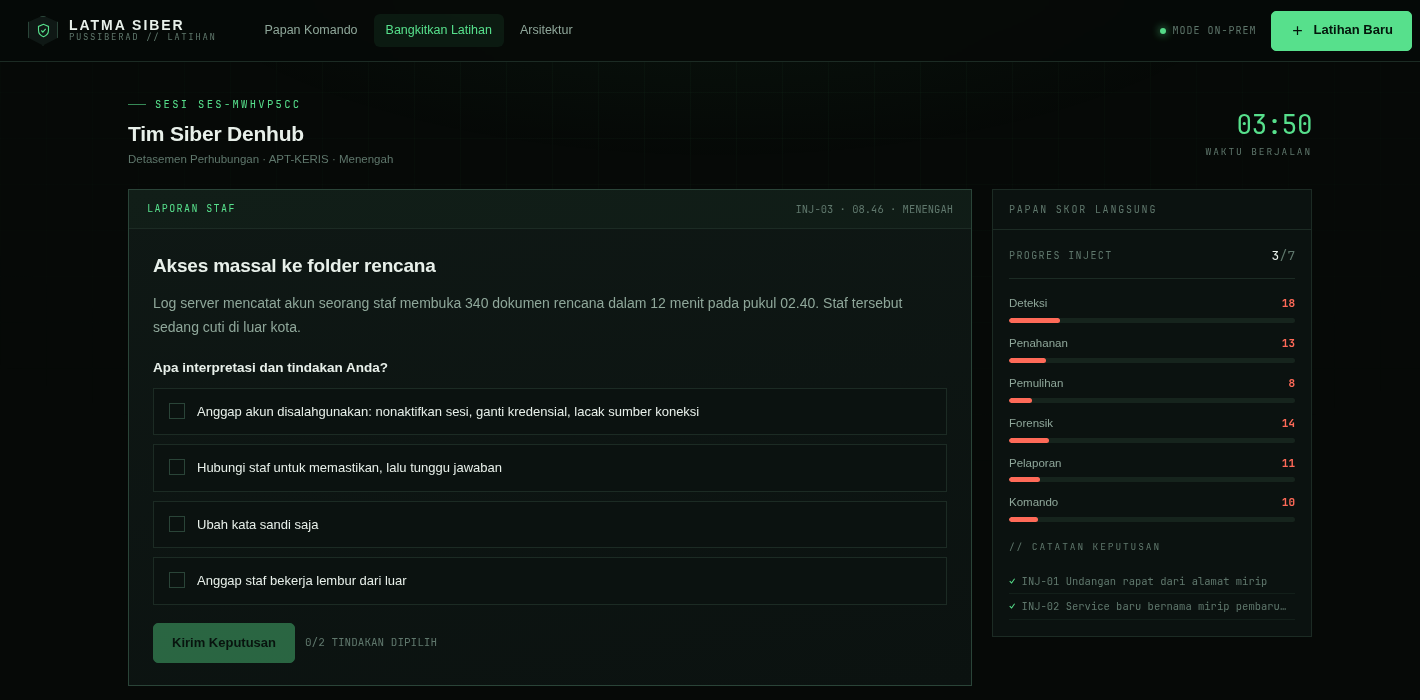 LATMA SIBER
PUSSIBERAD // LATIHAN
Papan Komando
Bangkitkan Latihan
Arsitektur
MODE ON-PREM
+ Latihan Baru
SESI SES-MWHVP5CC
Tim Siber Denhub
Detasemen Perhubungan · APT-KERIS · Menengah
03:50
WAKTU BERJALAN
LAPORAN STAF
INJ-03 · 08.46 · MENENGAH
Akses massal ke folder rencana
Log server mencatat akun seorang staf membuka 340 dokumen rencana dalam 12 menit pada pukul 02.40. Staf tersebut
sedang cuti di luar kota.
Apa interpretasi dan tindakan Anda?
Anggap akun disalahgunakan: nonaktifkan sesi, ganti kredensial, lacak sumber koneksi
Hubungi staf untuk memastikan, lalu tunggu jawaban
Ubah kata sandi saja
Anggap staf bekerja lembur dari luar
Kirim Keputusan
0/2 TINDAKAN DIPILIH
PAPAN SKOR LANGSUNG
PROGRES INJECT 3/7
Deteksi 18
Penahanan 13
Pemulihan 8
Forensik 14
Pelaporan 11
Komando 10
// CATATAN KEPUTUSAN
✓ INJ-01 Undangan rapat dari alamat mirip
✓ INJ-02 Service baru bernama mirip pembaru…